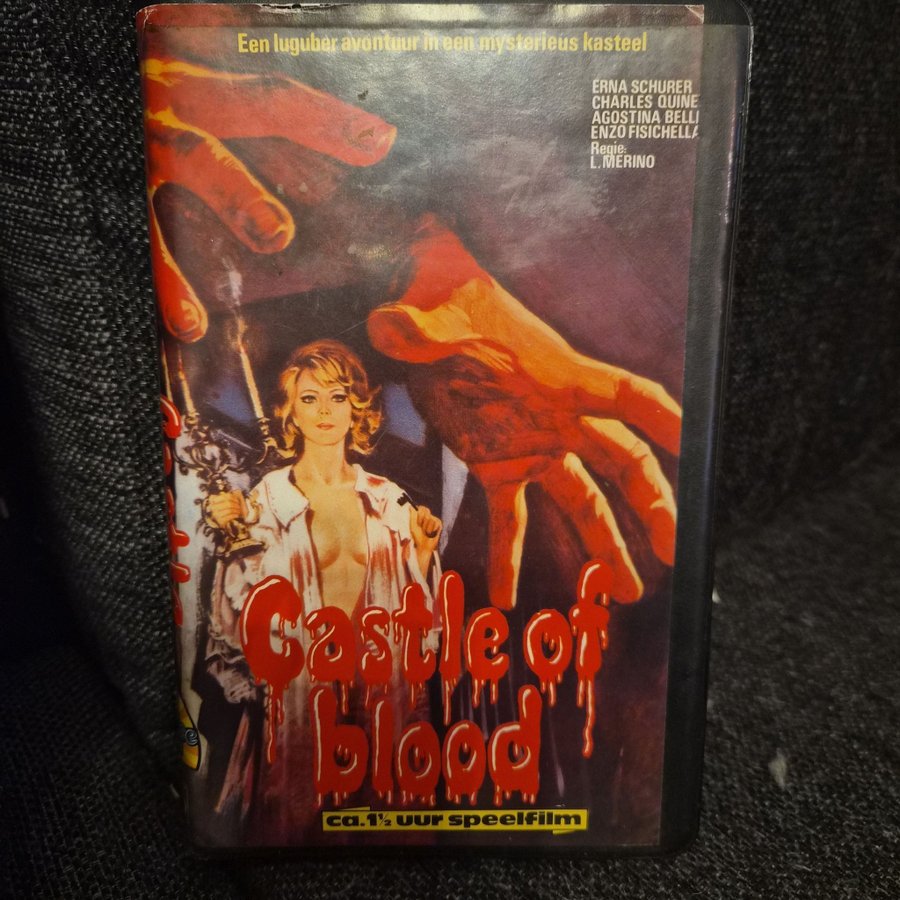 Een luguber avontuur in een mysterieus kasteel
ERNA SCHURER
CHARLES QUINE
AGOSTINA BELLI
ENZO FISICHELLA
Regie:
L. MERINO
Castle of
blood
ca. 1½ uur speelfilm